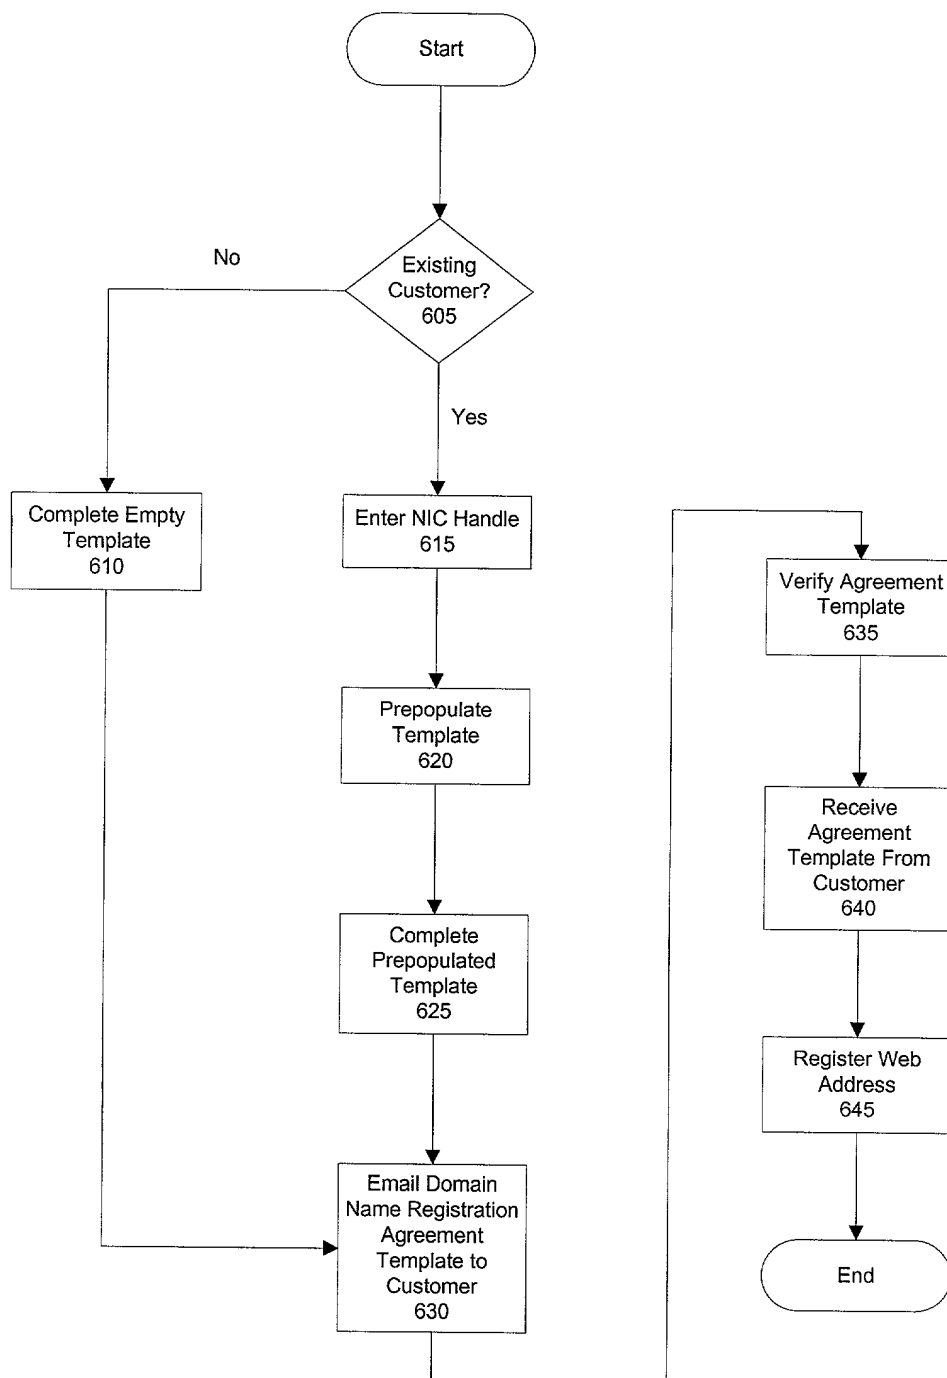 Start
No
Existing
Customer?
605
Yes
Complete Empty
Template
610
Enter NIC Handle
615
Prepopulate
Template
620
Complete
Prepopulated
Template
625
Email Domain
Name Registration
Agreement
Template to
Customer
630
Verify Agreement
Template
635
Receive
Agreement
Template From
Customer
640
Register Web
Address
645
End